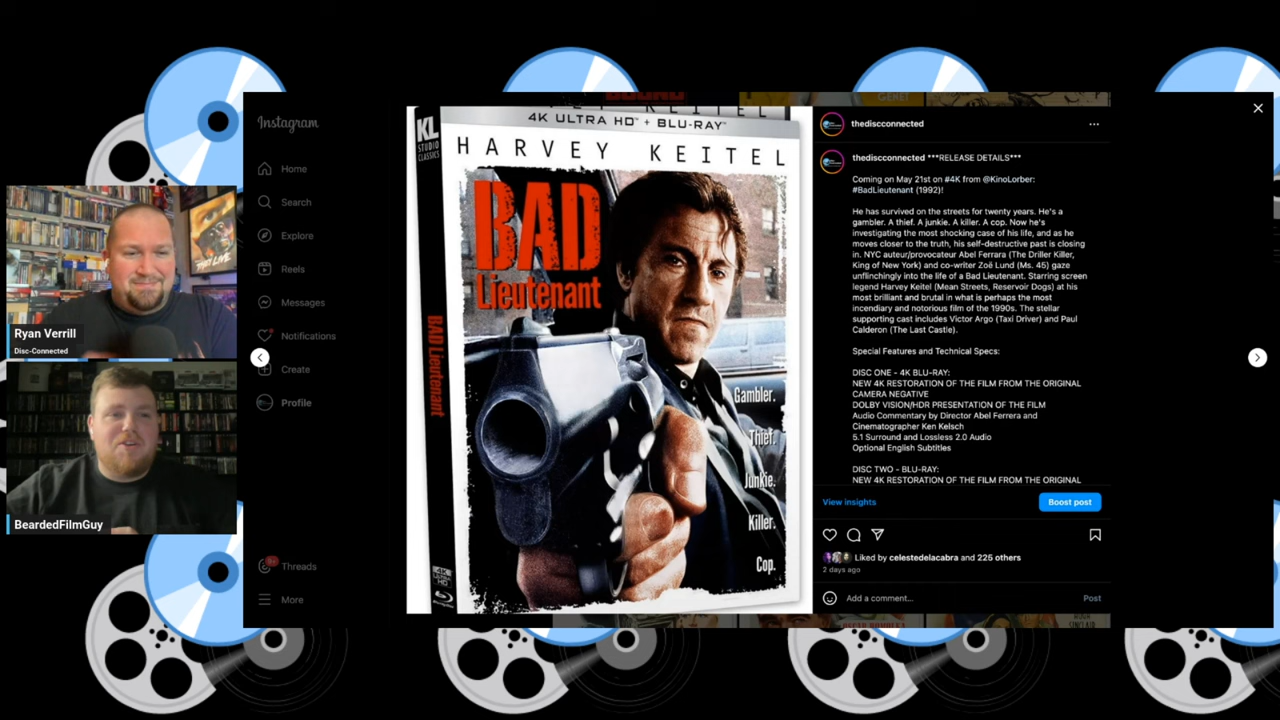 GENET
Instagram
Home
Search
Explore
Reels
Messages
Notifications
Create
Profile
9+
Threads
More
THEY LIVE
Ryan Verrill
Disc-Connected
BeardedFilmGuy
KL
STUDIO
CLASSICS
BAD Lieutenant
4K
ULTRA HD
4K ULTRA HD™ + BLU-RAY™
HARVEY KEITEL
BAD
Lieutenant
Gambler.
Thief.
Junkie.
Killer.
Cop.
thediscconnected
thediscconnected ***RELEASE DETAILS***
Coming on May 21st on #4K from @KinoLorber:
#BadLieutenant (1992)!
He has survived on the streets for twenty years. He's a
gambler. A thief. A junkie. A killer. A cop. Now he's
investigating the most shocking case of his life, and as he
moves closer to the truth, his self-destructive past is closing
in. NYC auteur/provocateur Abel Ferrara (The Driller Killer,
King of New York) and co-writer Zoë Lund (Ms. 45) gaze
unflinchingly into the life of a Bad Lieutenant. Starring screen
legend Harvey Keitel (Mean Streets, Reservoir Dogs) at his
most brilliant and brutal in what is perhaps the most
incendiary and notorious film of the 1990s. The stellar
supporting cast includes Victor Argo (Taxi Driver) and Paul
Calderon (The Last Castle).
Special Features and Technical Specs:
DISC ONE - 4K BLU-RAY:
NEW 4K RESTORATION OF THE FILM FROM THE ORIGINAL
CAMERA NEGATIVE
DOLBY VISION/HDR PRESENTATION OF THE FILM
Audio Commentary by Director Abel Ferrera and
Cinematographer Ken Kelsch
5.1 Surround and Lossless 2.0 Audio
Optional English Subtitles
DISC TWO - BLU-RAY:
NEW 4K RESTORATION OF THE FILM FROM THE ORIGINAL
View insights
Boost post
Liked by celestedelacabra and 225 others
2 days ago
Add a comment...
Post